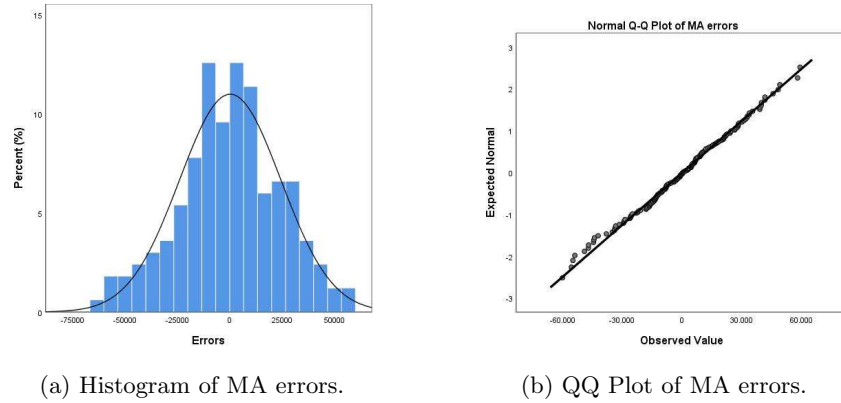 15
10
5
0
Percent (%)
-75000 -50000 -25000 0 25000 50000
Errors
(a) Histogram of MA errors.
Normal Q-Q Plot of MA errors
3
2
1
0
-1
-2
-3
Expected Normal
-60.000 -30.000 0 30.000 60.000
Observed Value
(b) QQ Plot of MA errors.